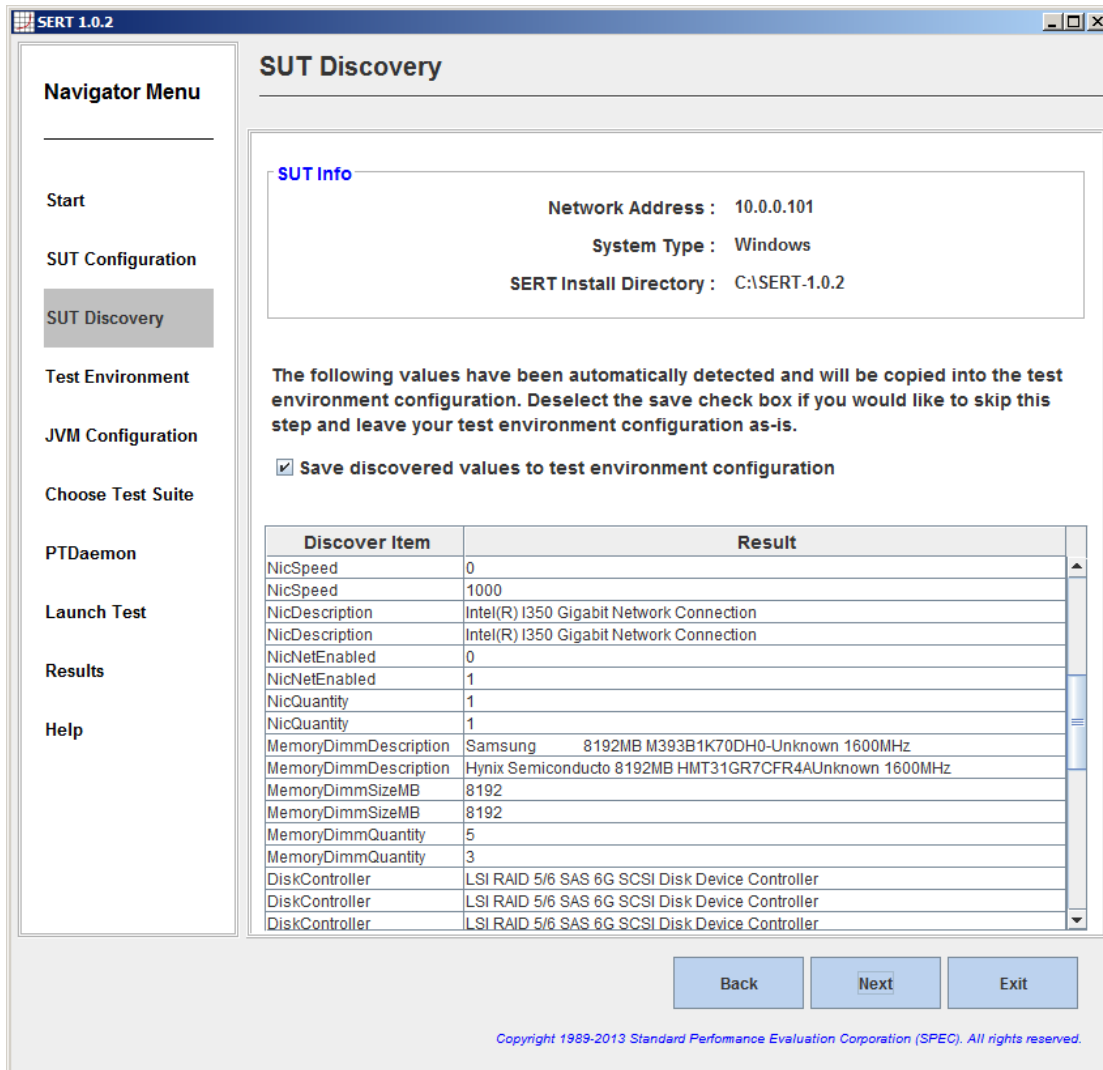 SERT 1.0.2
Navigator Menu
Start
SUT Configuration
SUT Discovery
Test Environment
JVM Configuration
Choose Test Suite
PTDaemon
Launch Test
Results
Help
SUT Discovery
SUT Info
Network Address : 10.0.0.101
System Type : Windows
SERT Install Directory : C:\SERT-1.0.2
The following values have been automatically detected and will be copied into the test
environment configuration. Deselect the save check box if you would like to skip this
step and leave your test environment configuration as-is.
Save discovered values to test environment configuration
Discover Item Result
NicSpeed 0
NicSpeed 1000
NicDescription Intel(R) I350 Gigabit Network Connection
NicDescription Intel(R) I350 Gigabit Network Connection
NicNetEnabled 0
NicNetEnabled 1
NicQuantity 1
NicQuantity 1
MemoryDimmDescription Samsung 8192MB M393B1K70DH0-Unknown 1600MHz
MemoryDimmDescription Hynix Semiconducto 8192MB HMT31GR7CFR4AUnknown 1600MHz
MemoryDimmSizeMB 8192
MemoryDimmSizeMB 8192
MemoryDimmQuantity 5
MemoryDimmQuantity 3
DiskController LSI RAID 5/6 SAS 6G SCSI Disk Device Controller
DiskController LSI RAID 5/6 SAS 6G SCSI Disk Device Controller
DiskController LSI RAID 5/6 SAS 6G SCSI Disk Device Controller
Back Next Exit
Copyright 1989-2013 Standard Performance Evaluation Corporation (SPEC). All rights reserved.